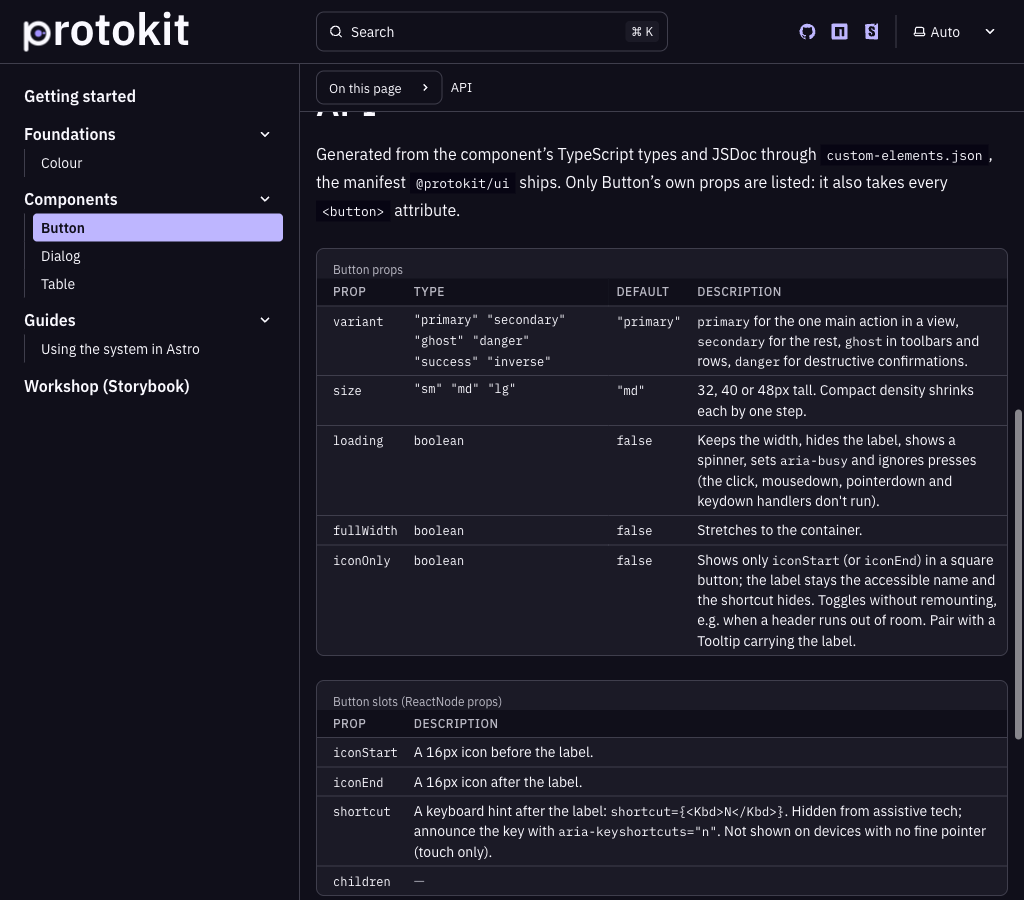 protokit
Search
⌘ K
Auto
Getting started
Foundations
Colour
Components
Button
Dialog
Table
Guides
Using the system in Astro
Workshop (Storybook)
On this page
API
API
Generated from the component’s TypeScript types and JSDoc through custom-elements.json ,
the manifest @protokit/ui ships. Only Button’s own props are listed: it also takes every
<button> attribute.
Button props
PROP TYPE DEFAULT DESCRIPTION
variant "primary" "secondary" "primary" primary for the one main action in a view,
"ghost" "danger" secondary for the rest, ghost in toolbars and
"success" "inverse" rows, danger for destructive confirmations.
size "sm" "md" "lg" "md" 32, 40 or 48px tall. Compact density shrinks
each by one step.
loading boolean false Keeps the width, hides the label, shows a
spinner, sets aria-busy and ignores presses
(the click, mousedown, pointerdown and
keydown handlers don't run).
fullWidth boolean false Stretches to the container.
iconOnly boolean false Shows only iconStart (or iconEnd) in a square
button; the label stays the accessible name and
the shortcut hides. Toggles without remounting,
e.g. when a header runs out of room. Pair with a
Tooltip carrying the label.
Button slots (ReactNode props)
PROP DESCRIPTION
iconStart A 16px icon before the label.
iconEnd A 16px icon after the label.
shortcut A keyboard hint after the label: shortcut={<Kbd>N</Kbd>}. Hidden from assistive tech;
announce the key with aria-keyshortcuts="n". Not shown on devices with no fine pointer
(touch only).
children —